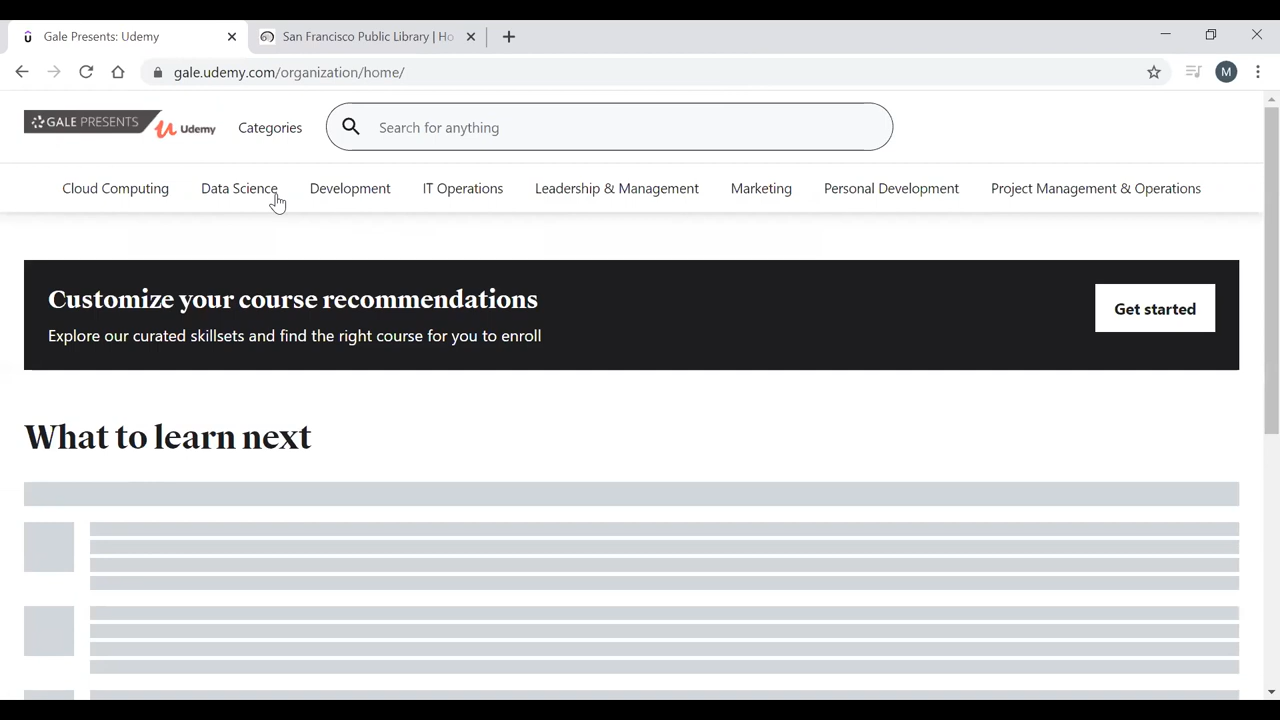 Gale Presents: Udemy
San Francisco Public Library | Ho
gale.udemy.com/organization/home/
M
GALE PRESENTS
Udemy
Categories
Search for anything
Cloud Computing
Data Science
Development
IT Operations
Leadership & Management
Marketing
Personal Development
Project Management & Operations
Customize your course recommendations
Explore our curated skillsets and find the right course for you to enroll
Get started
What to learn next